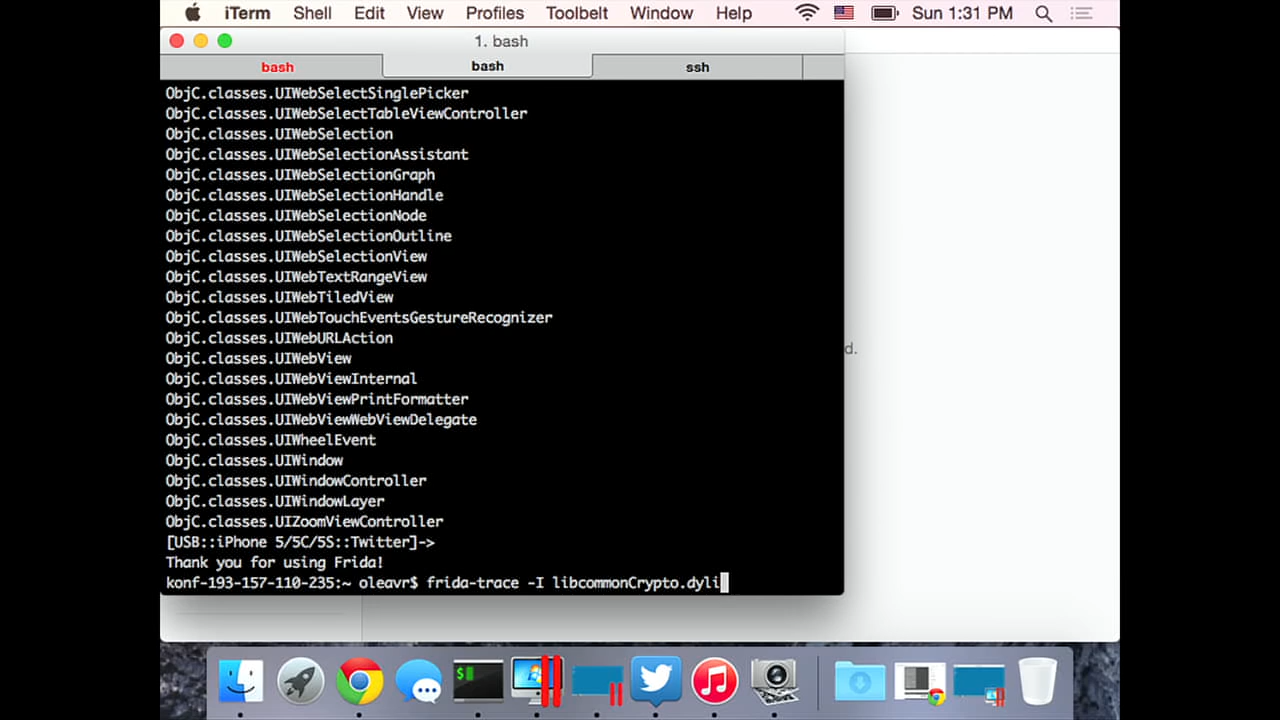 iTerm Shell Edit View Profiles Toolbelt Window Help Sun 1:31 PM
1. bash
bash bash ssh
ObjC.classes.UIWebSelectSinglePicker
ObjC.classes.UIWebSelectTableViewController
ObjC.classes.UIWebSelection
ObjC.classes.UIWebSelectionAssistant
ObjC.classes.UIWebSelectionGraph
ObjC.classes.UIWebSelectionHandle
ObjC.classes.UIWebSelectionNode
ObjC.classes.UIWebSelectionOutline
ObjC.classes.UIWebSelectionView
ObjC.classes.UIWebTextRangeView
ObjC.classes.UIWebTiledView
ObjC.classes.UIWebTouchEventsGestureRecognizer
ObjC.classes.UIWebURLAction
ObjC.classes.UIWebView
d.
ObjC.classes.UIWebViewInternal
ObjC.classes.UIWebViewPrintFormatter
ObjC.classes.UIWebViewWebViewDelegate
ObjC.classes.UIWheelEvent
ObjC.classes.UIWindow
ObjC.classes.UIWindowController
ObjC.classes.UIWindowLayer
ObjC.classes.UIZoomViewController
[USB::iPhone 5/5C/5S::Twitter]->
Thank you for using Frida!
konf-193-157-110-235:~ oleavr$ frida-trace -I libcommonCrypto.dyli